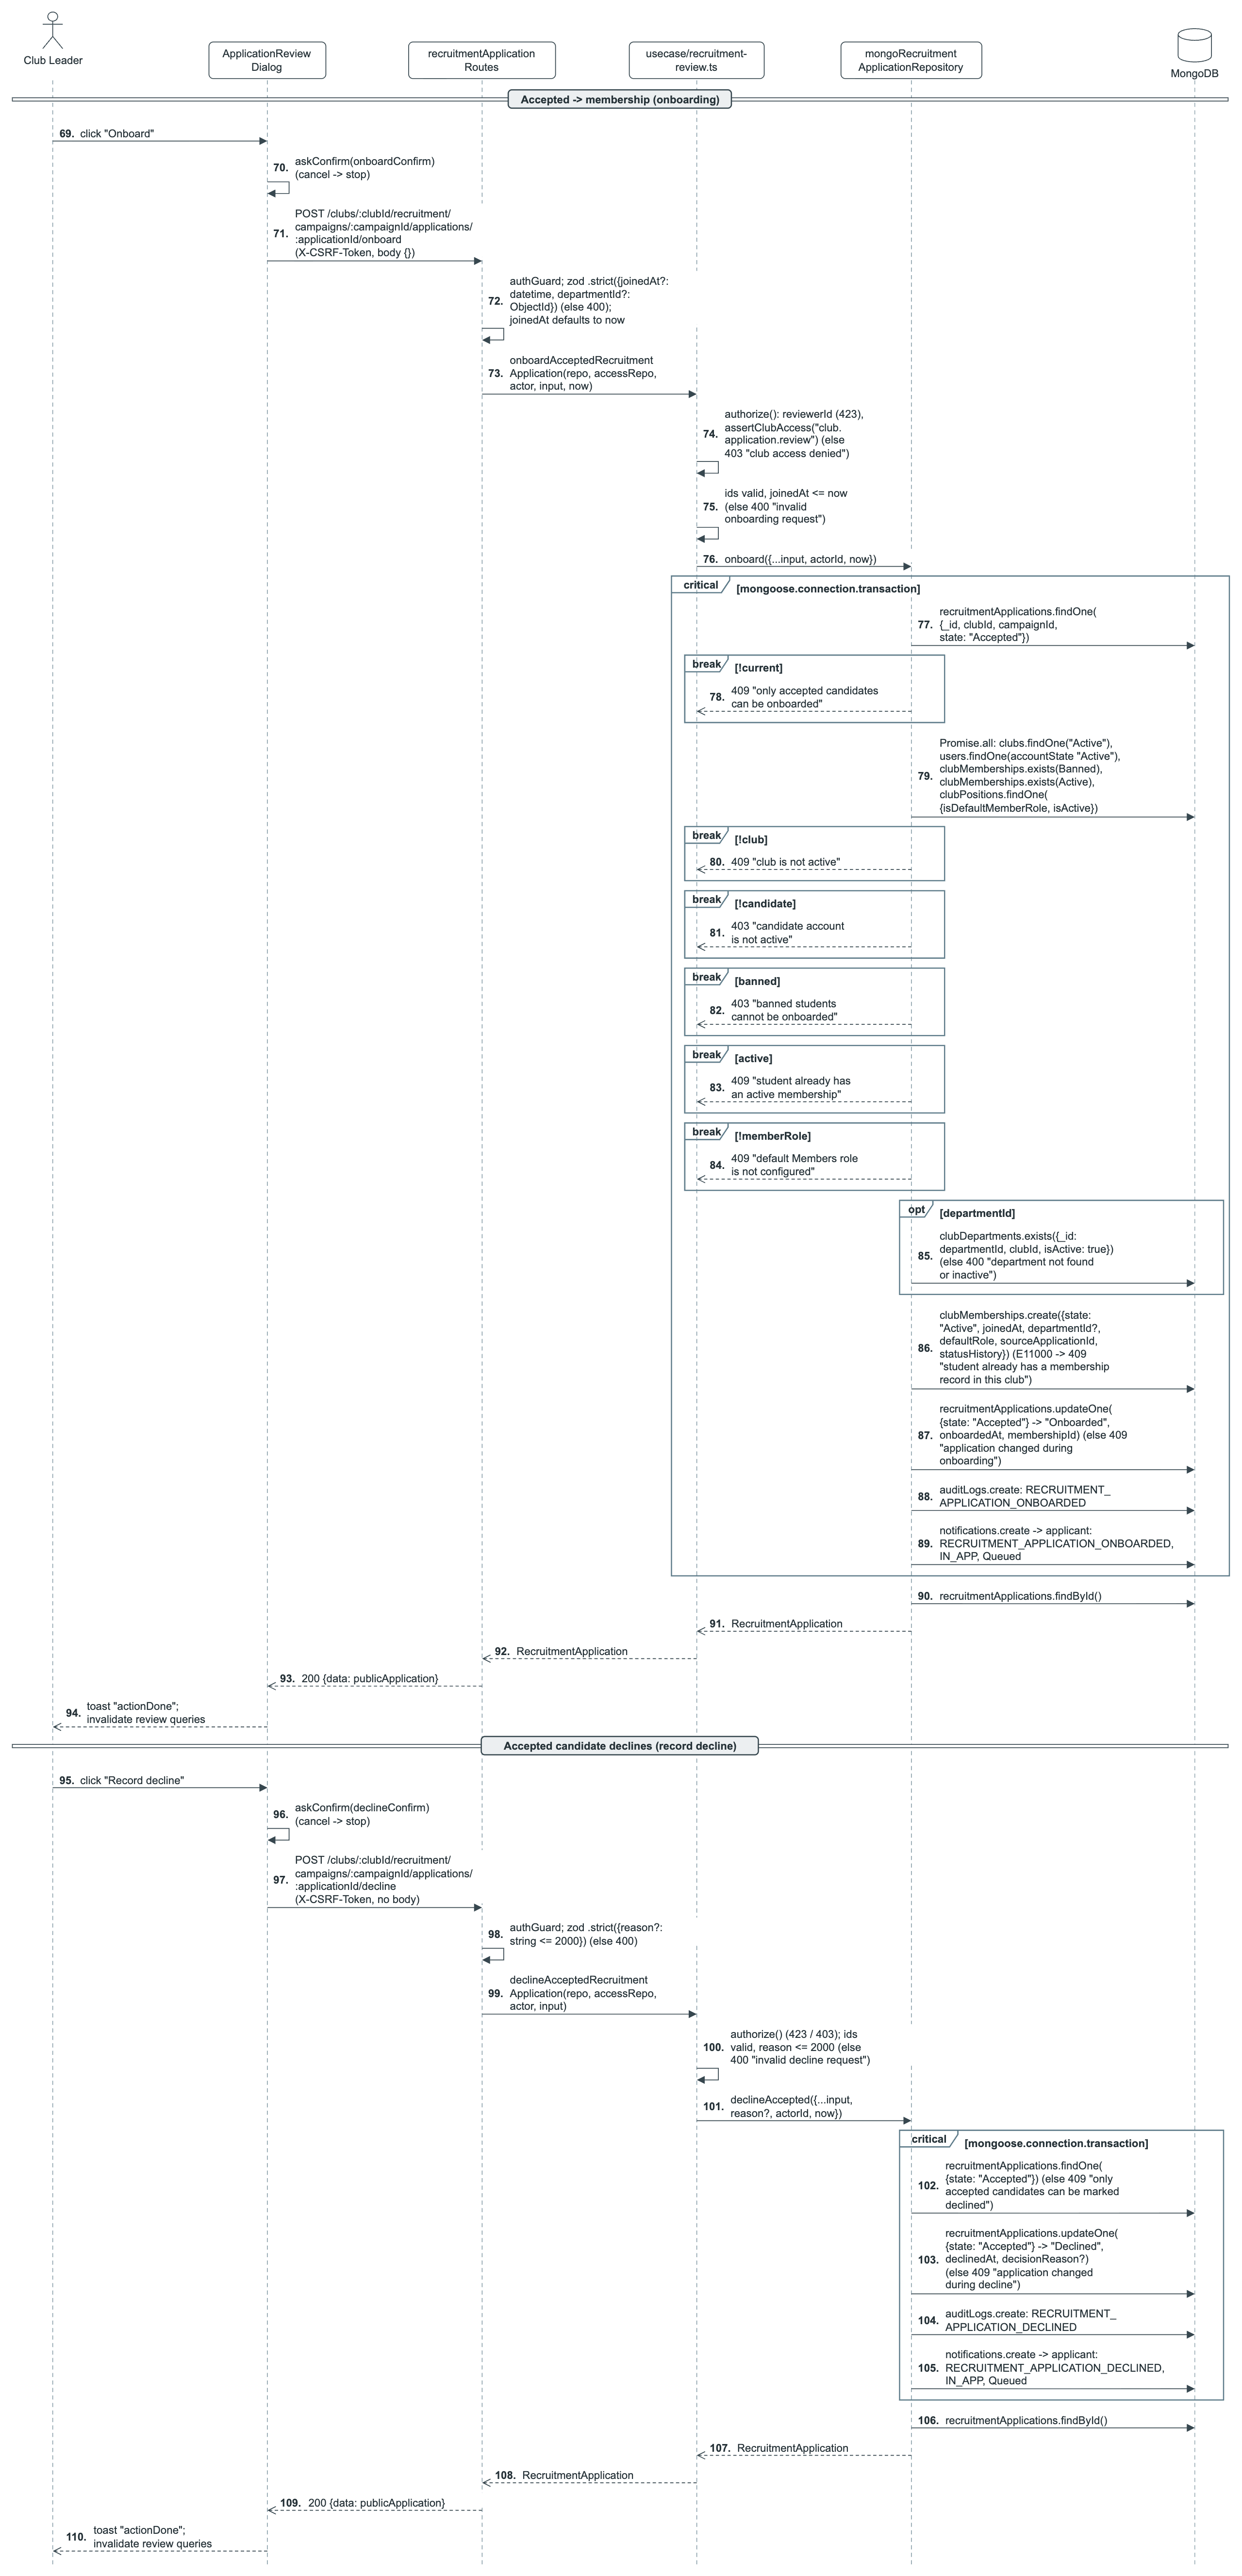 Club Leader
ApplicationReview
Dialog
recruitmentApplication
Routes
usecase/recruitment-
review.ts
mongoRecruitment
ApplicationRepository
MongoDB
Accepted -> membership (onboarding)
69. click "Onboard"
70. askConfirm(onboardConfirm)
(cancel -> stop)
71. POST /clubs/:clubId/recruitment/
campaigns/:campaignId/applications/
:applicationId/onboard
(X-CSRF-Token, body {})
72. authGuard; zod .strict({joinedAt?:
datetime, departmentId?:
ObjectId}) (else 400);
joinedAt defaults to now
73. onboardAcceptedRecruitment
Application(repo, accessRepo,
actor, input, now)
74. authorize(): reviewerId (423),
assertClubAccess("club.
application.review") (else
403 "club access denied")
75. ids valid, joinedAt <= now
(else 400 "invalid
onboarding request")
76. onboard({...input, actorId, now})
critical [mongoose.connection.transaction]
77. recruitmentApplications.findOne(
{_id, clubId, campaignId,
state: "Accepted"})
break [!current]
78. 409 "only accepted candidates
can be onboarded"
79. Promise.all: clubs.findOne("Active"),
users.findOne(accountState "Active"),
clubMemberships.exists(Banned),
clubMemberships.exists(Active),
clubPositions.findOne(
{isDefaultMemberRole, isActive})
break [!club]
80. 409 "club is not active"
break [!candidate]
81. 403 "candidate account
is not active"
break [banned]
82. 403 "banned students
cannot be onboarded"
break [active]
83. 409 "student already has
an active membership"
break [!memberRole]
84. 409 "default Members role
is not configured"
opt [departmentId]
85. clubDepartments.exists({_id:
departmentId, clubId, isActive: true})
(else 400 "department not found
or inactive")
86. clubMemberships.create({state:
"Active", joinedAt, departmentId?,
defaultRole, sourceApplicationId,
statusHistory}) (E11000 -> 409
"student already has a membership
record in this club")
87. recruitmentApplications.updateOne(
{state: "Accepted"} -> "Onboarded",
onboardedAt, membershipId) (else 409
"application changed during
onboarding")
88. auditLogs.create: RECRUITMENT_
APPLICATION_ONBOARDED
89. notifications.create -> applicant:
RECRUITMENT_APPLICATION_ONBOARDED,
IN_APP, Queued
90. recruitmentApplications.findById()
91. RecruitmentApplication
92. RecruitmentApplication
93. 200 {data: publicApplication}
94. toast "actionDone";
invalidate review queries
Accepted candidate declines (record decline)
95. click "Record decline"
96. askConfirm(declineConfirm)
(cancel -> stop)
97. POST /clubs/:clubId/recruitment/
campaigns/:campaignId/applications/
:applicationId/decline
(X-CSRF-Token, no body)
98. authGuard; zod .strict({reason?:
string <= 2000}) (else 400)
99. declineAcceptedRecruitment
Application(repo, accessRepo,
actor, input)
100. authorize() (423 / 403); ids
valid, reason <= 2000 (else
400 "invalid decline request")
101. declineAccepted({...input,
reason?, actorId, now})
critical [mongoose.connection.transaction]
102. recruitmentApplications.findOne(
{state: "Accepted"}) (else 409 "only
accepted candidates can be marked
declined")
103. recruitmentApplications.updateOne(
{state: "Accepted"} -> "Declined",
declinedAt, decisionReason?)
(else 409 "application changed
during decline")
104. auditLogs.create: RECRUITMENT_
APPLICATION_DECLINED
105. notifications.create -> applicant:
RECRUITMENT_APPLICATION_DECLINED,
IN_APP, Queued
106. recruitmentApplications.findById()
107. RecruitmentApplication
108. RecruitmentApplication
109. 200 {data: publicApplication}
110. toast "actionDone";
invalidate review queries